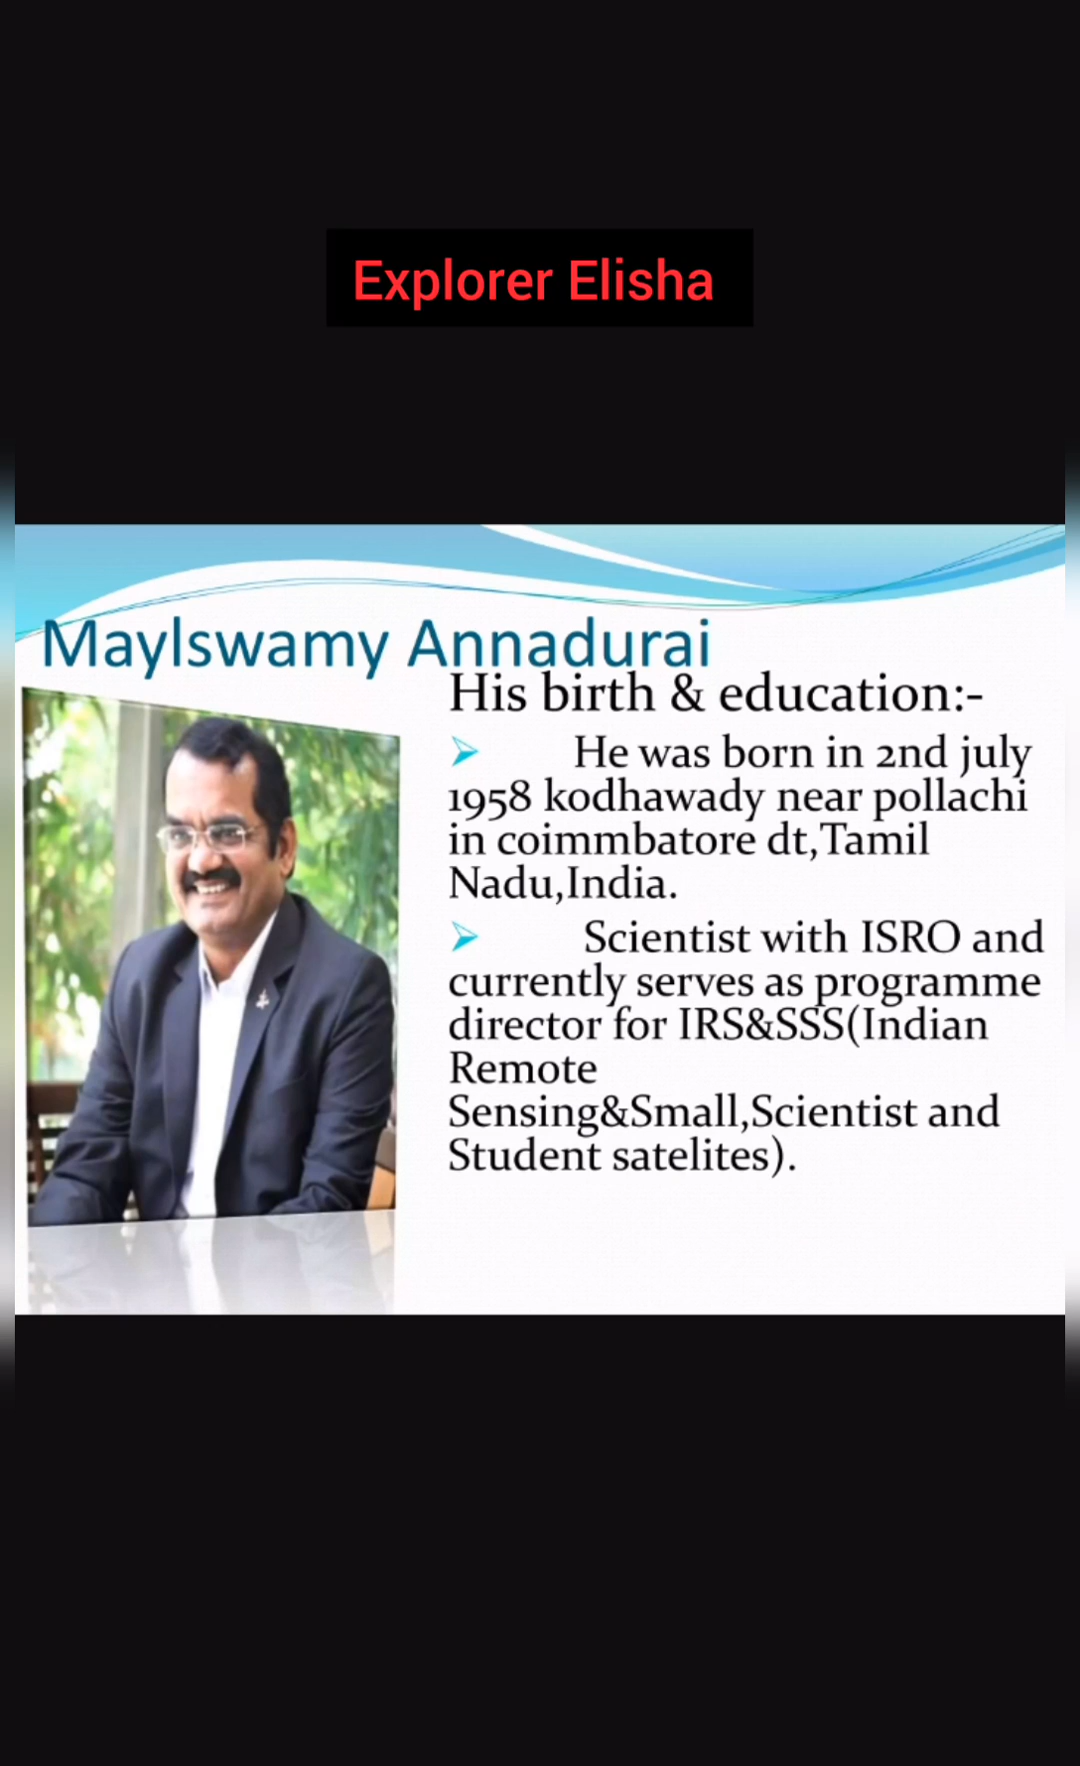 Explorer Elisha
Maylswamy Annadurai
His birth & education:-
He was born in 2nd july
1958 kodhawady near pollachi
in coimmbatore dt,Tamil
Nadu,India.
Scientist with ISRO and
currently serves as programme
director for IRS&SSS(Indian
Remote
Sensing&Small,Scientist and
Student satelites).